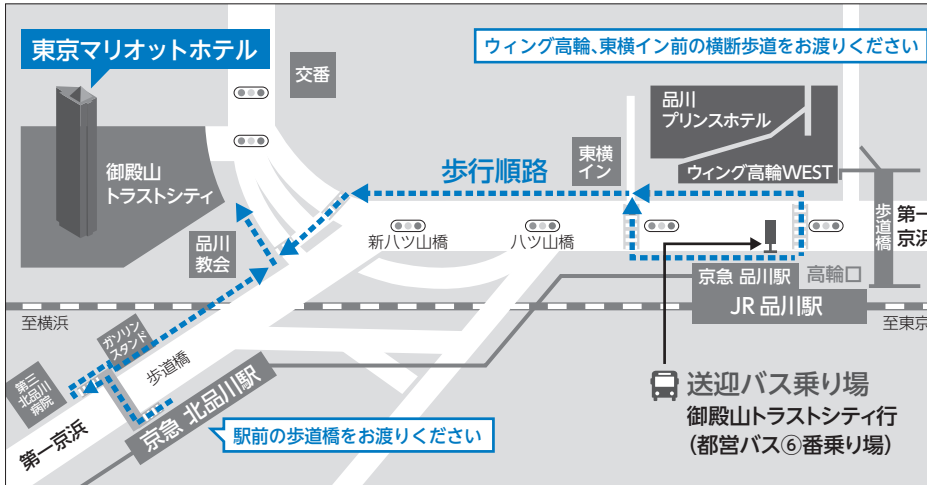 東京マリオットホテル
ウィング高輪、東横イン前の横断歩道をお渡りください
交番
品川
プリンスホテル
御殿山
トラストシティ
歩行順路
東横
イン
ウィング高輪WEST
歩道橋
第一
京浜
新八ツ山橋
八ツ山橋
品川
教会
京急 品川駅
高輪口
JR 品川駅
至横浜
至東京
ガソリン
スタンド
歩道橋
第三
北品川
病院
京急 北品川駅
第一京浜
駅前の歩道橋をお渡りください
送迎バス乗り場
御殿山トラストシティ行
(都営バス⑥番乗り場)